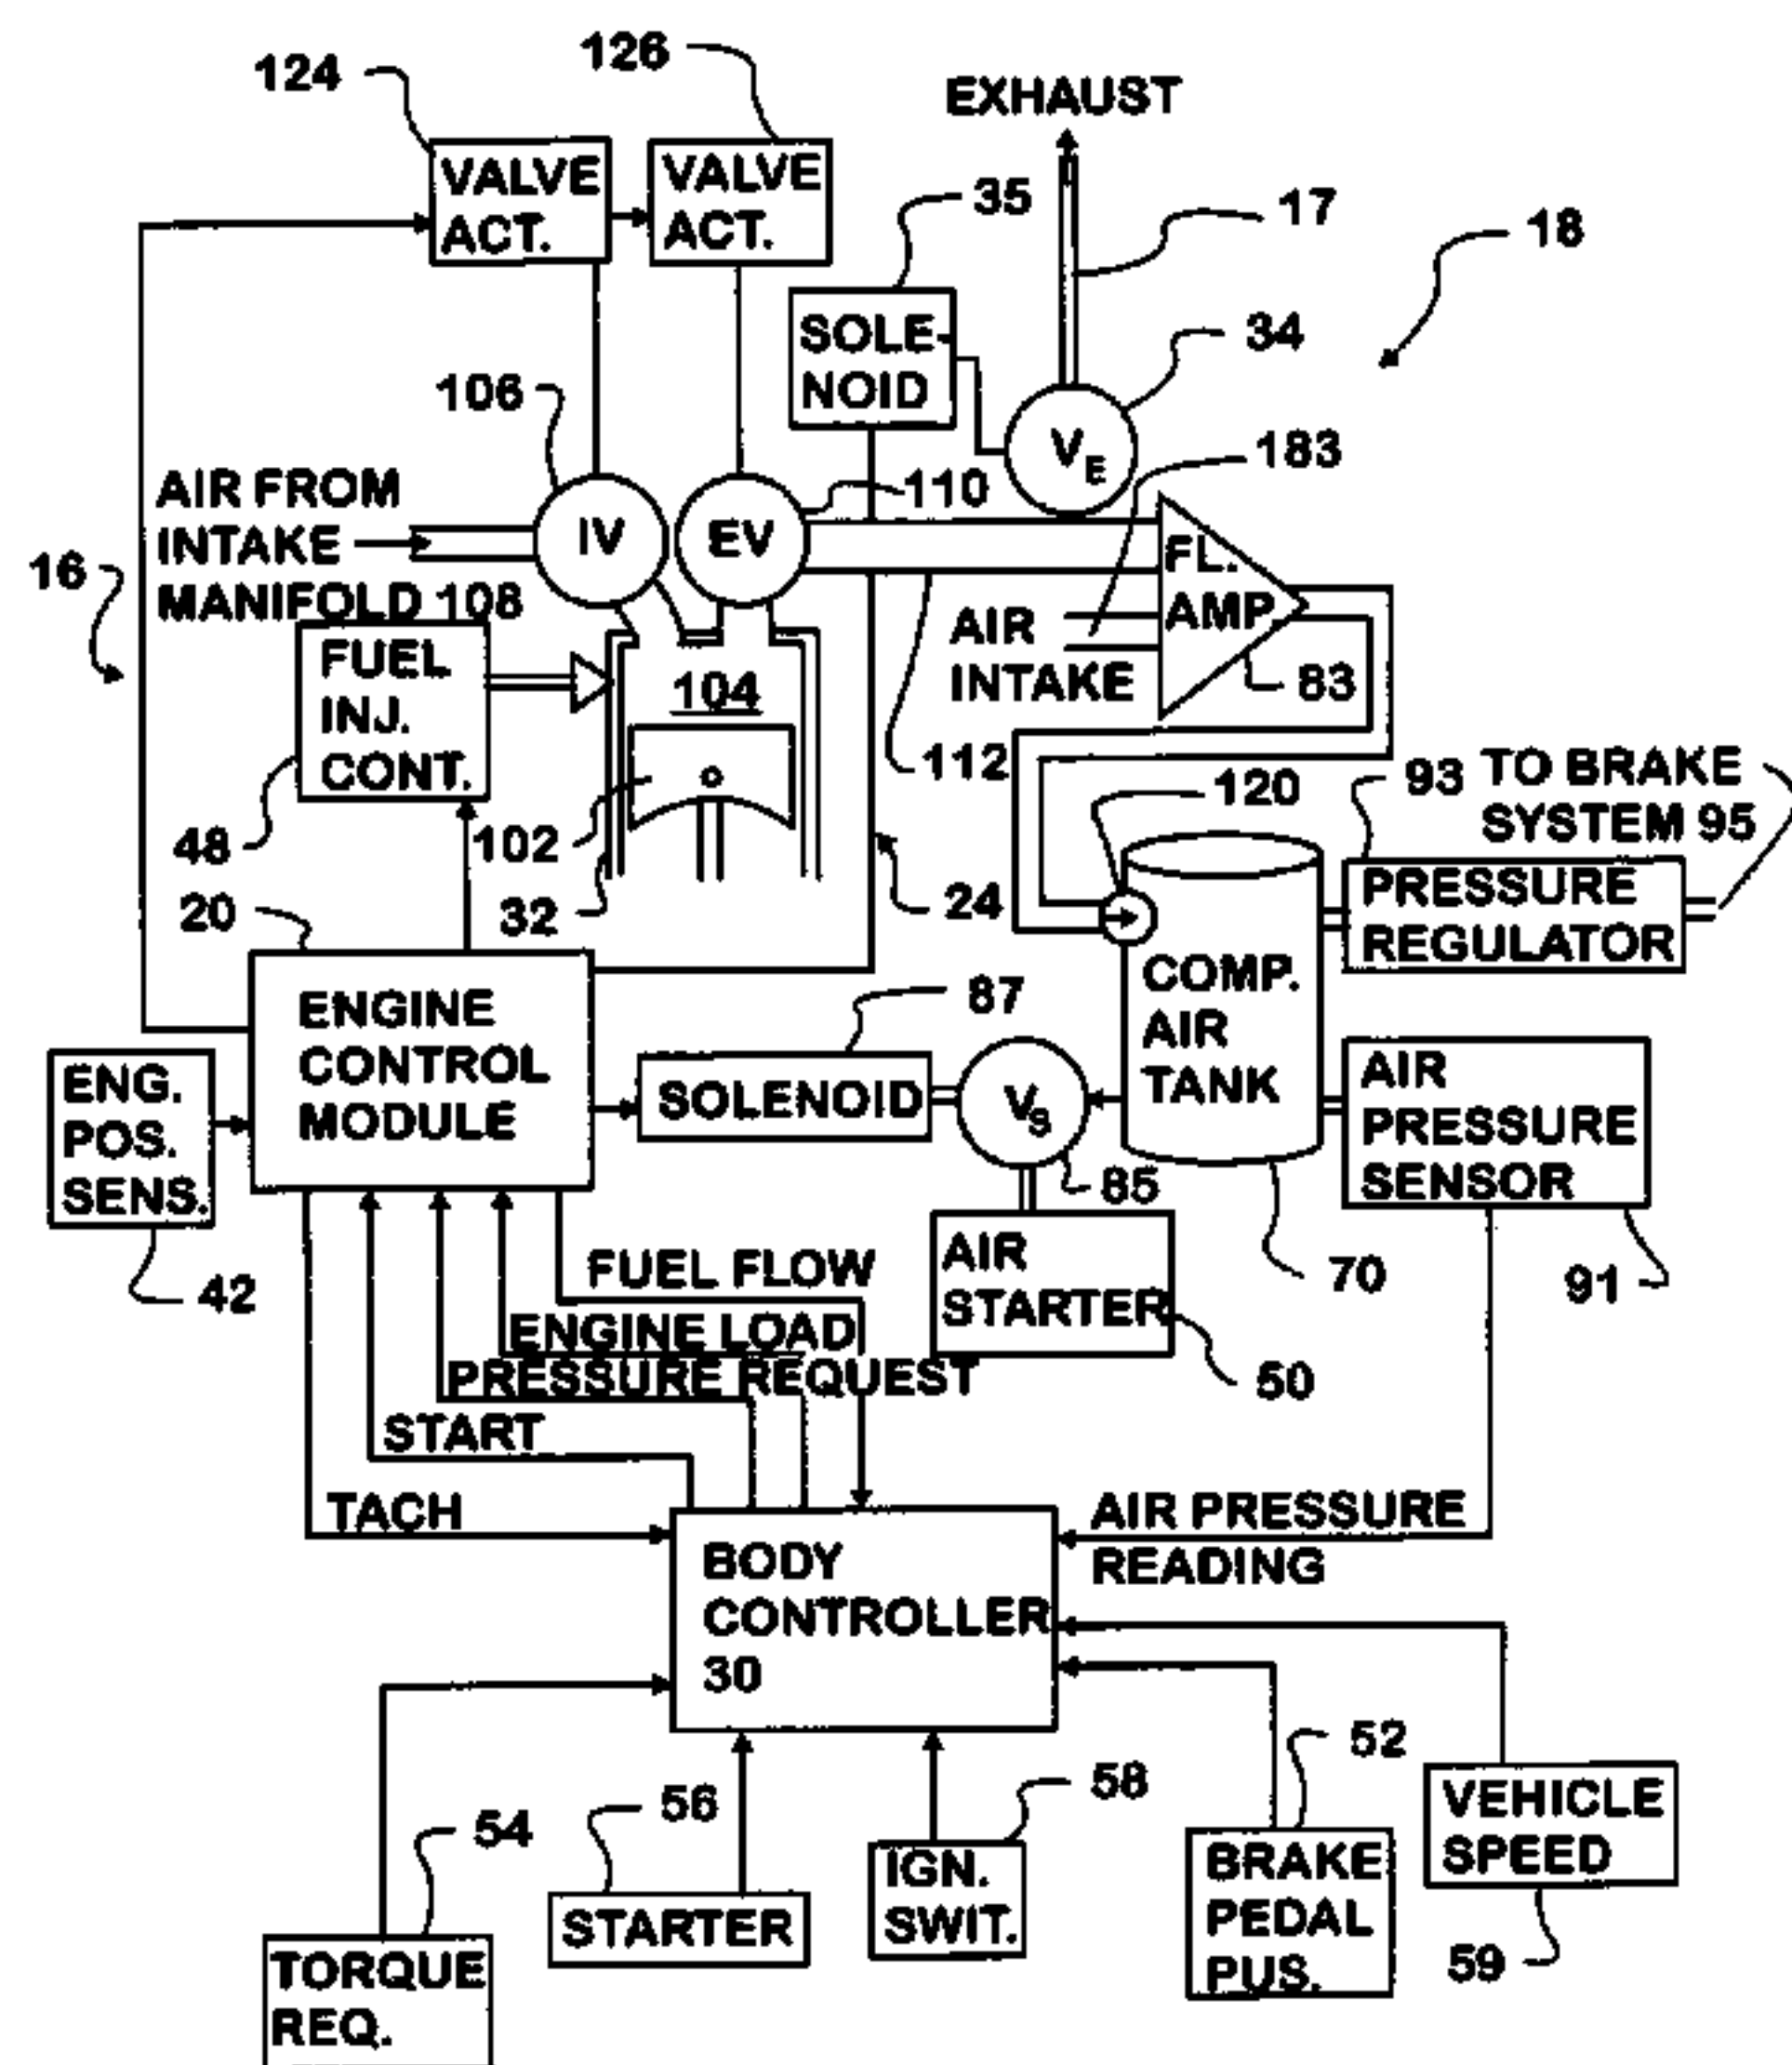 124
126
EXHAUST
VALVE
ACT.
VALVE
ACT.
35
17
18
SOLE-
NOID
34
106
VE
183
AIR FROM
INTAKE
MANIFOLD 108
IV
EV
110
16
FL.
AMP
AIR
INTAKE
83
FUEL
INJ.
CONT.
104
112
120
93
TO BRAKE
SYSTEM 95
48
102
32
24
PRESSURE
REGULATOR
20
COMP.
AIR
TANK
87
ENGINE
CONTROL
MODULE
ENG.
POS.
SENS.
SOLENOID
VS
85
AIR
PRESSURE
SENSOR
42
FUEL FLOW
AIR
STARTER
70
91
ENGINE LOAD
PRESSURE REQUEST
50
START
TACH
AIR PRESSURE
READING
BODY
CONTROLLER
30
52
54
56
58
VEHICLE
SPEED
BRAKE
PEDAL
PUS.
IGN.
SWIT.
STARTER
59
TORQUE
REQ.